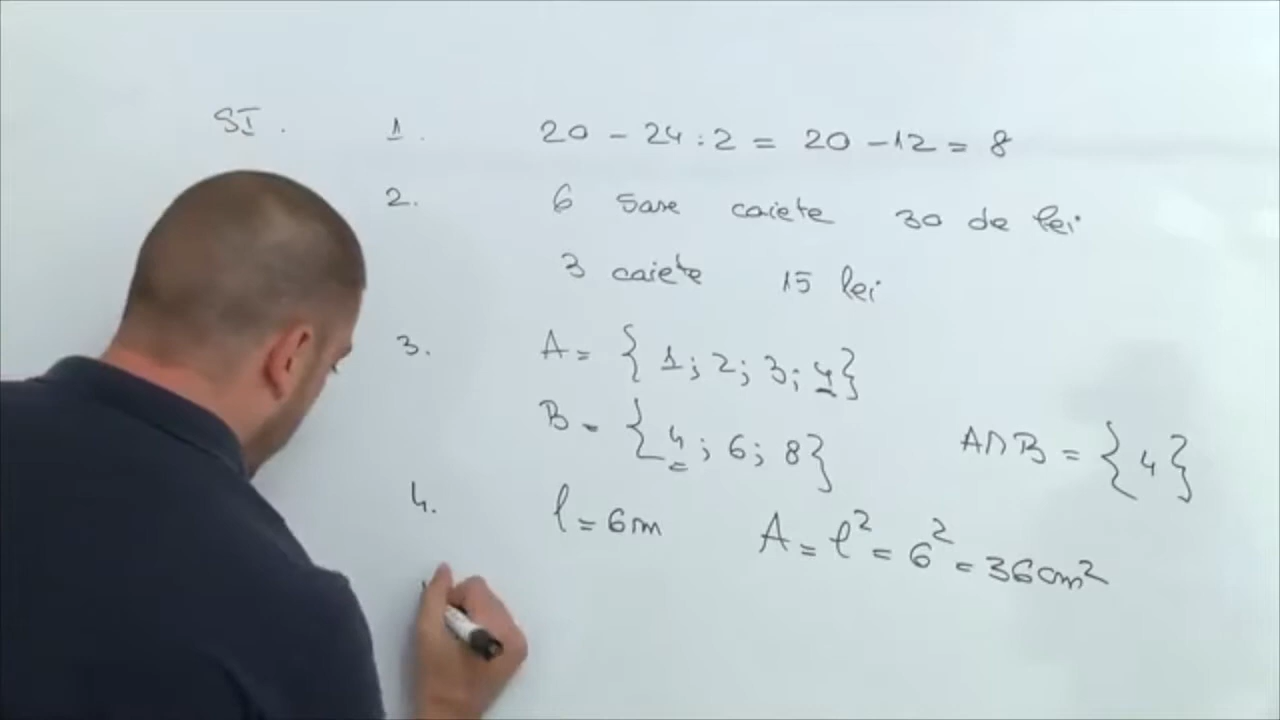 SI. 1. 20 - 24 : 2 = 20 - 12 = 8
2. 6 sase caiete 30 de lei
3 caiete 15 lei
3. A = { 1; 2; 3; 4}
B = {4; 6; 8} A∩B = {4}
4. l = 6m A = l² = 6² = 36cm²